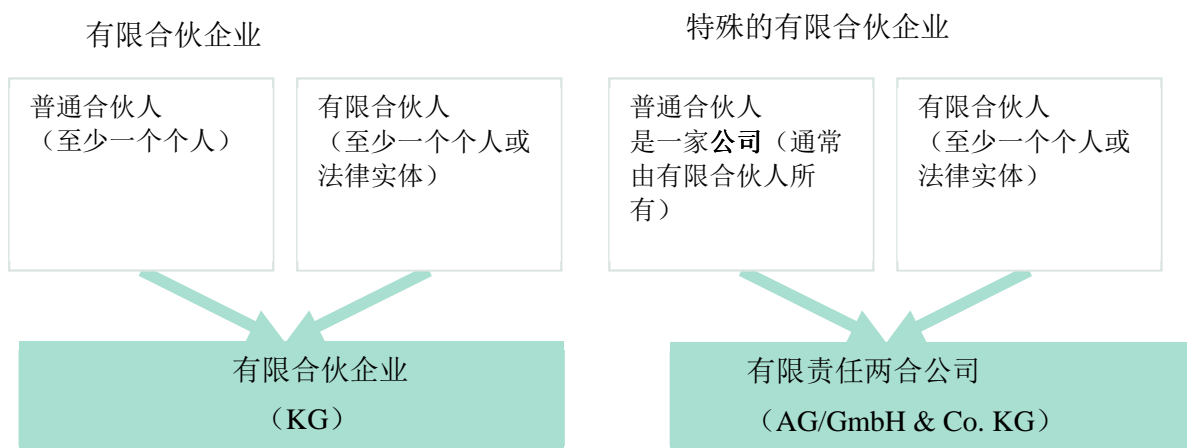 有限合伙企业
特殊的有限合伙企业
普通合伙人
（至少一个个人）
有限合伙人
（至少一个个人或
法律实体）
普通合伙人
是一家公司（通常
由有限合伙人所
有）
有限合伙人
（至少一个个人或
法律实体）
有限合伙企业
（KG）
有限责任两合公司
（AG/GmbH & Co. KG）